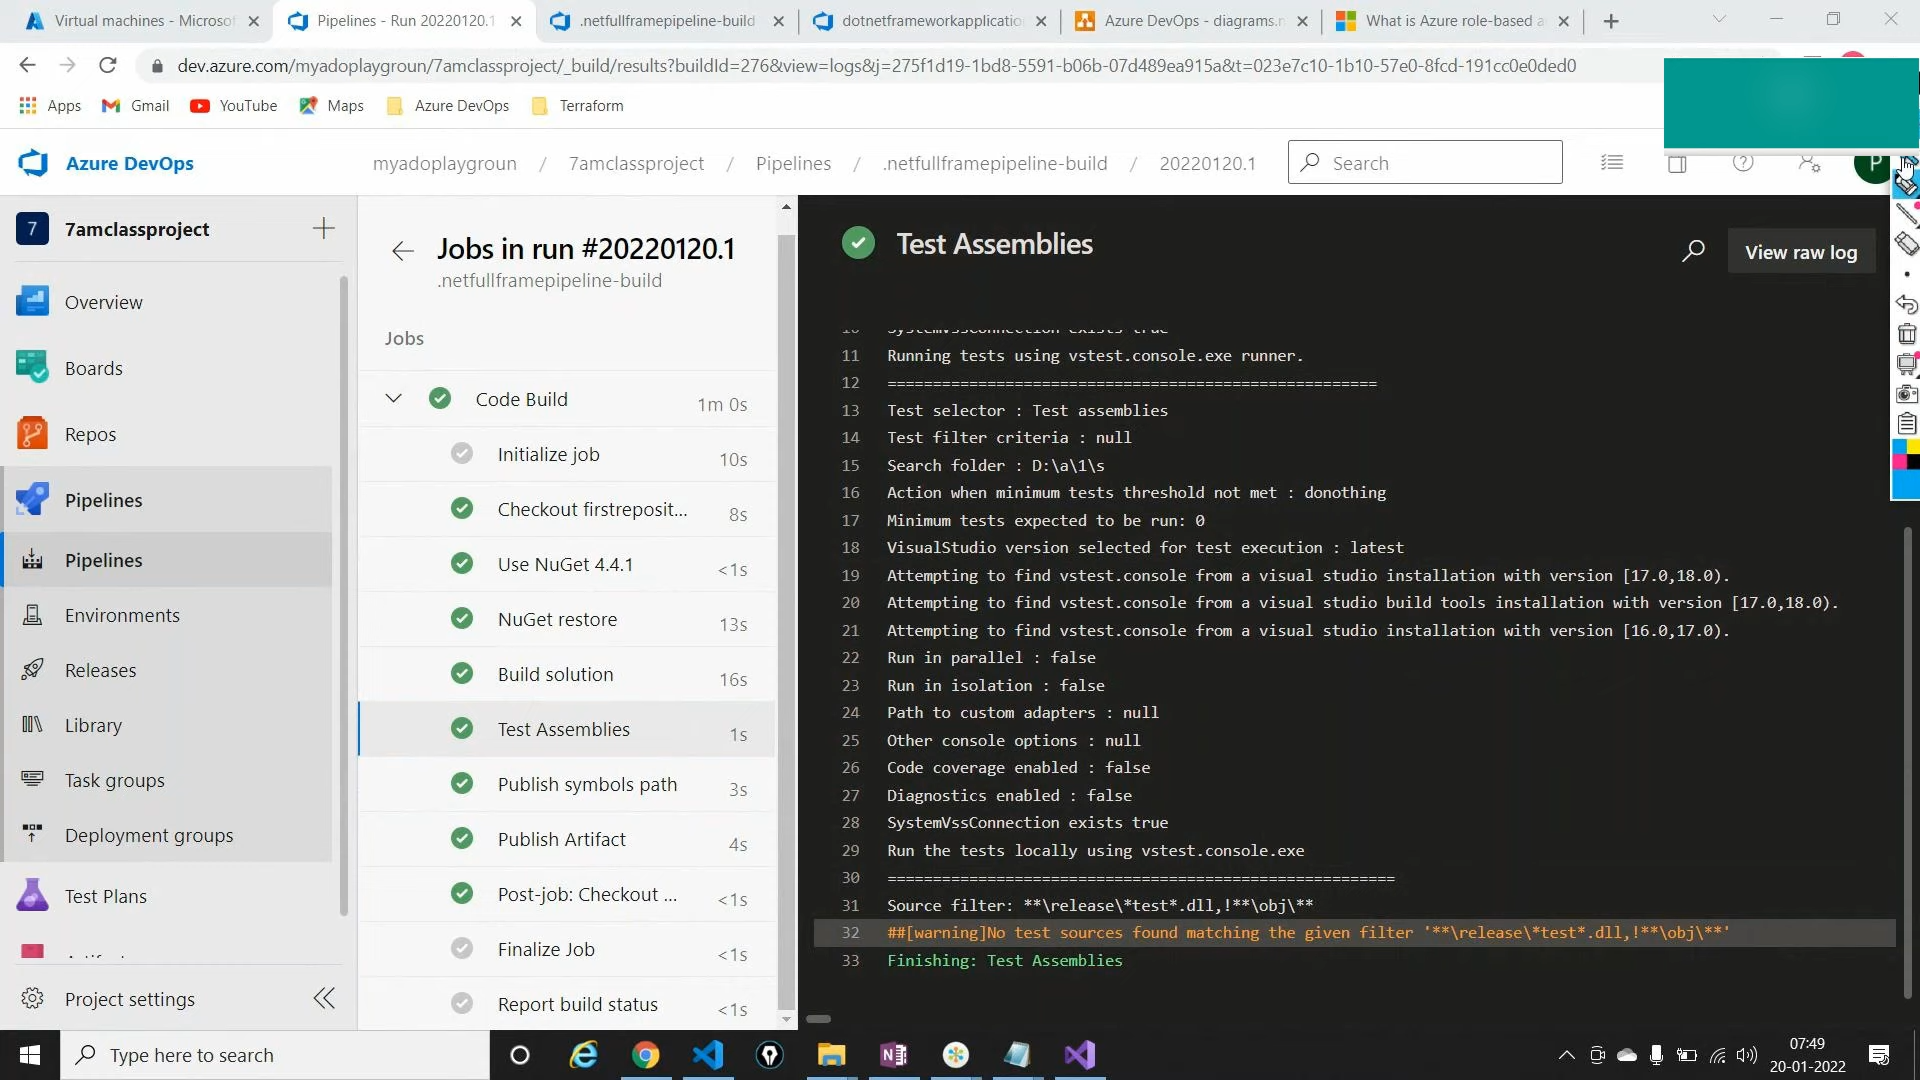 Virtual machines - Microsof
Pipelines - Run 20220120.1
.netfullframepipeline-build
dotnetframeworkapplicatio
Azure DevOps - diagrams.n
What is Azure role-based a
dev.azure.com/myadoplaygroun/7amclassproject/_build/results?buildId=276&view=logs&j=275f1d19-1bd8-5591-b06b-07d489ea915a&t=023e7c10-1b10-57e0-8fcd-191cc0e0ded0
Apps
Gmail
YouTube
Maps
Azure DevOps
Terraform
Azure DevOps
myadoplaygroun / 7amclassproject / Pipelines / .netfullframepipeline-build / 20220120.1
Search
P
7 7amclassproject
Overview
Boards
Repos
Pipelines
Pipelines
Environments
Releases
Library
Task groups
Deployment groups
Test Plans
Project settings
Jobs in run #20220120.1
.netfullframepipeline-build
Jobs
Code Build 1m 0s
Initialize job 10s
Checkout firstreposit... 8s
Use NuGet 4.4.1 <1s
NuGet restore 13s
Build solution 16s
Test Assemblies 1s
Publish symbols path 3s
Publish Artifact 4s
Post-job: Checkout ... <1s
Finalize Job <1s
Report build status <1s
Test Assemblies
View raw log
10 SystemVssConnection exists true
11 Running tests using vstest.console.exe runner.
12 ======================================================
13 Test selector : Test assemblies
14 Test filter criteria : null
15 Search folder : D:\a\1\s
16 Action when minimum tests threshold not met : donothing
17 Minimum tests expected to be run: 0
18 VisualStudio version selected for test execution : latest
19 Attempting to find vstest.console from a visual studio installation with version [17.0,18.0).
20 Attempting to find vstest.console from a visual studio build tools installation with version [17.0,18.0).
21 Attempting to find vstest.console from a visual studio installation with version [16.0,17.0).
22 Run in parallel : false
23 Run in isolation : false
24 Path to custom adapters : null
25 Other console options : null
26 Code coverage enabled : false
27 Diagnostics enabled : false
28 SystemVssConnection exists true
29 Run the tests locally using vstest.console.exe
30 ========================================================
31 Source filter: **\release\*test*.dll,!**\obj\**
32 ##[warning]No test sources found matching the given filter '**\release\*test*.dll,!**\obj\**'
33 Finishing: Test Assemblies
Type here to search
07:49
20-01-2022